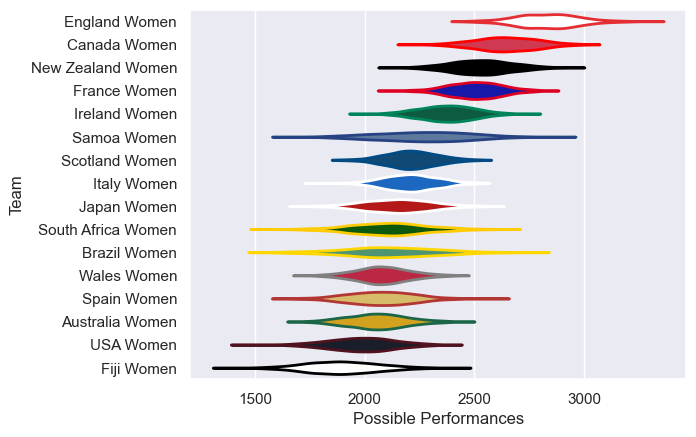 England Women
Canada Women
New Zealand Women
France Women
Ireland Women
Samoa Women
Scotland Women
Italy Women
Japan Women
South Africa Women
Brazil Women
Wales Women
Spain Women
Australia Women
USA Women
Fiji Women
Team
1500 2000 2500 3000
Possible Performances